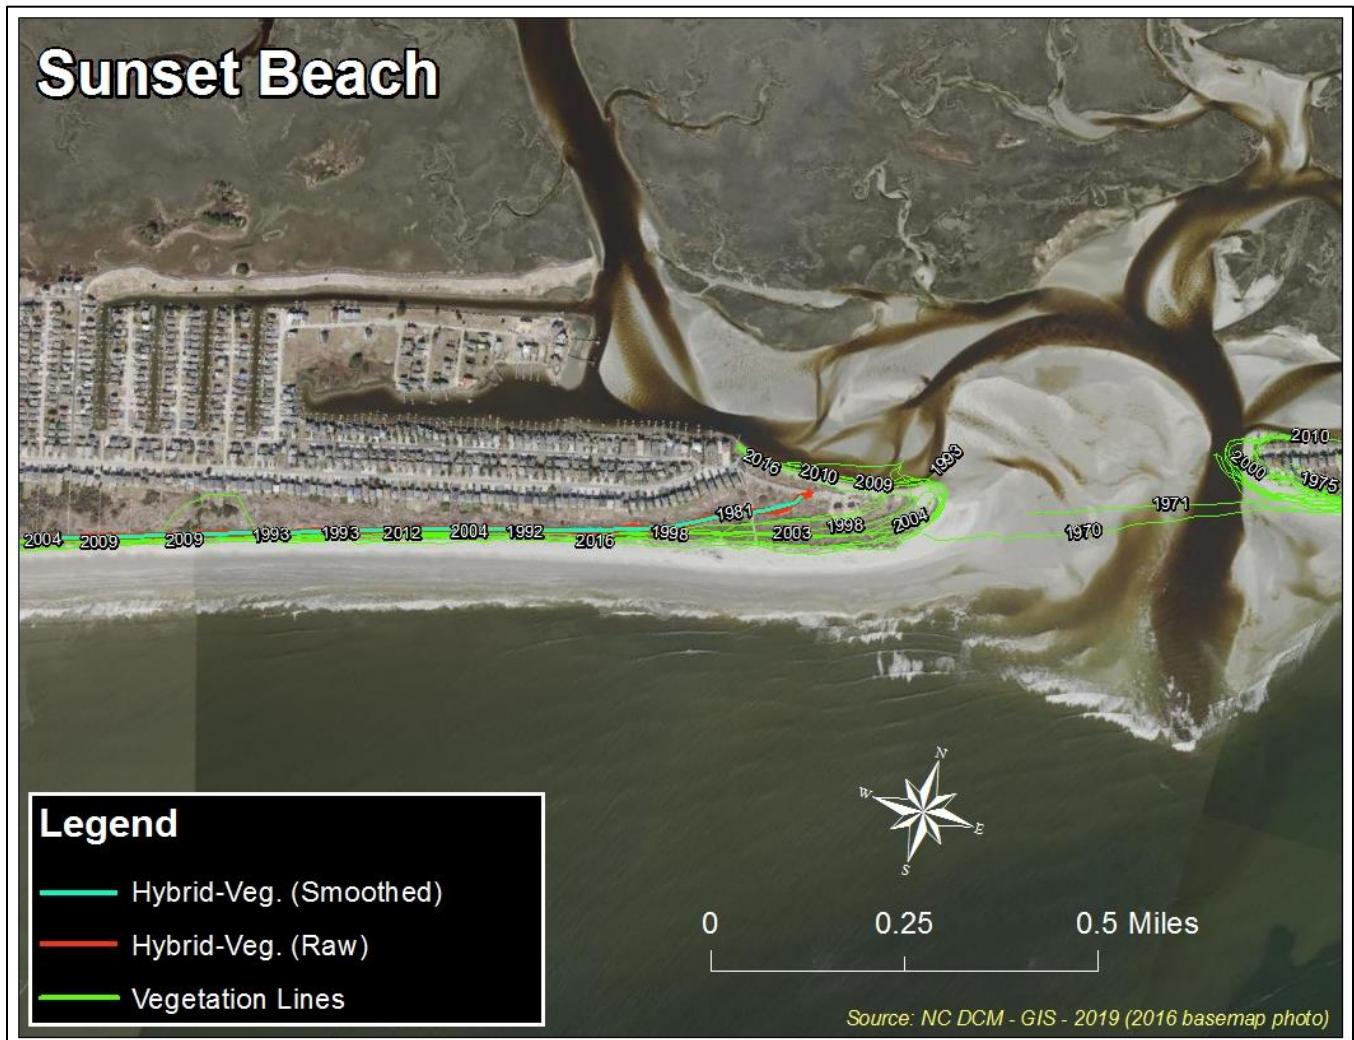 Sunset Beach
2010
2000
1975
1993
2016
2010
2009
1971
1970
1981
1998
2004
2003
2004
2009
2009
1993
1993
2012
2004
1992
2016
1998
N
W
E
S
Legend
Hybrid-Veg. (Smoothed)
Hybrid-Veg. (Raw)
Vegetation Lines
0 0.25 0.5 Miles
Source: NC DCM - GIS - 2019 (2016 basemap photo)